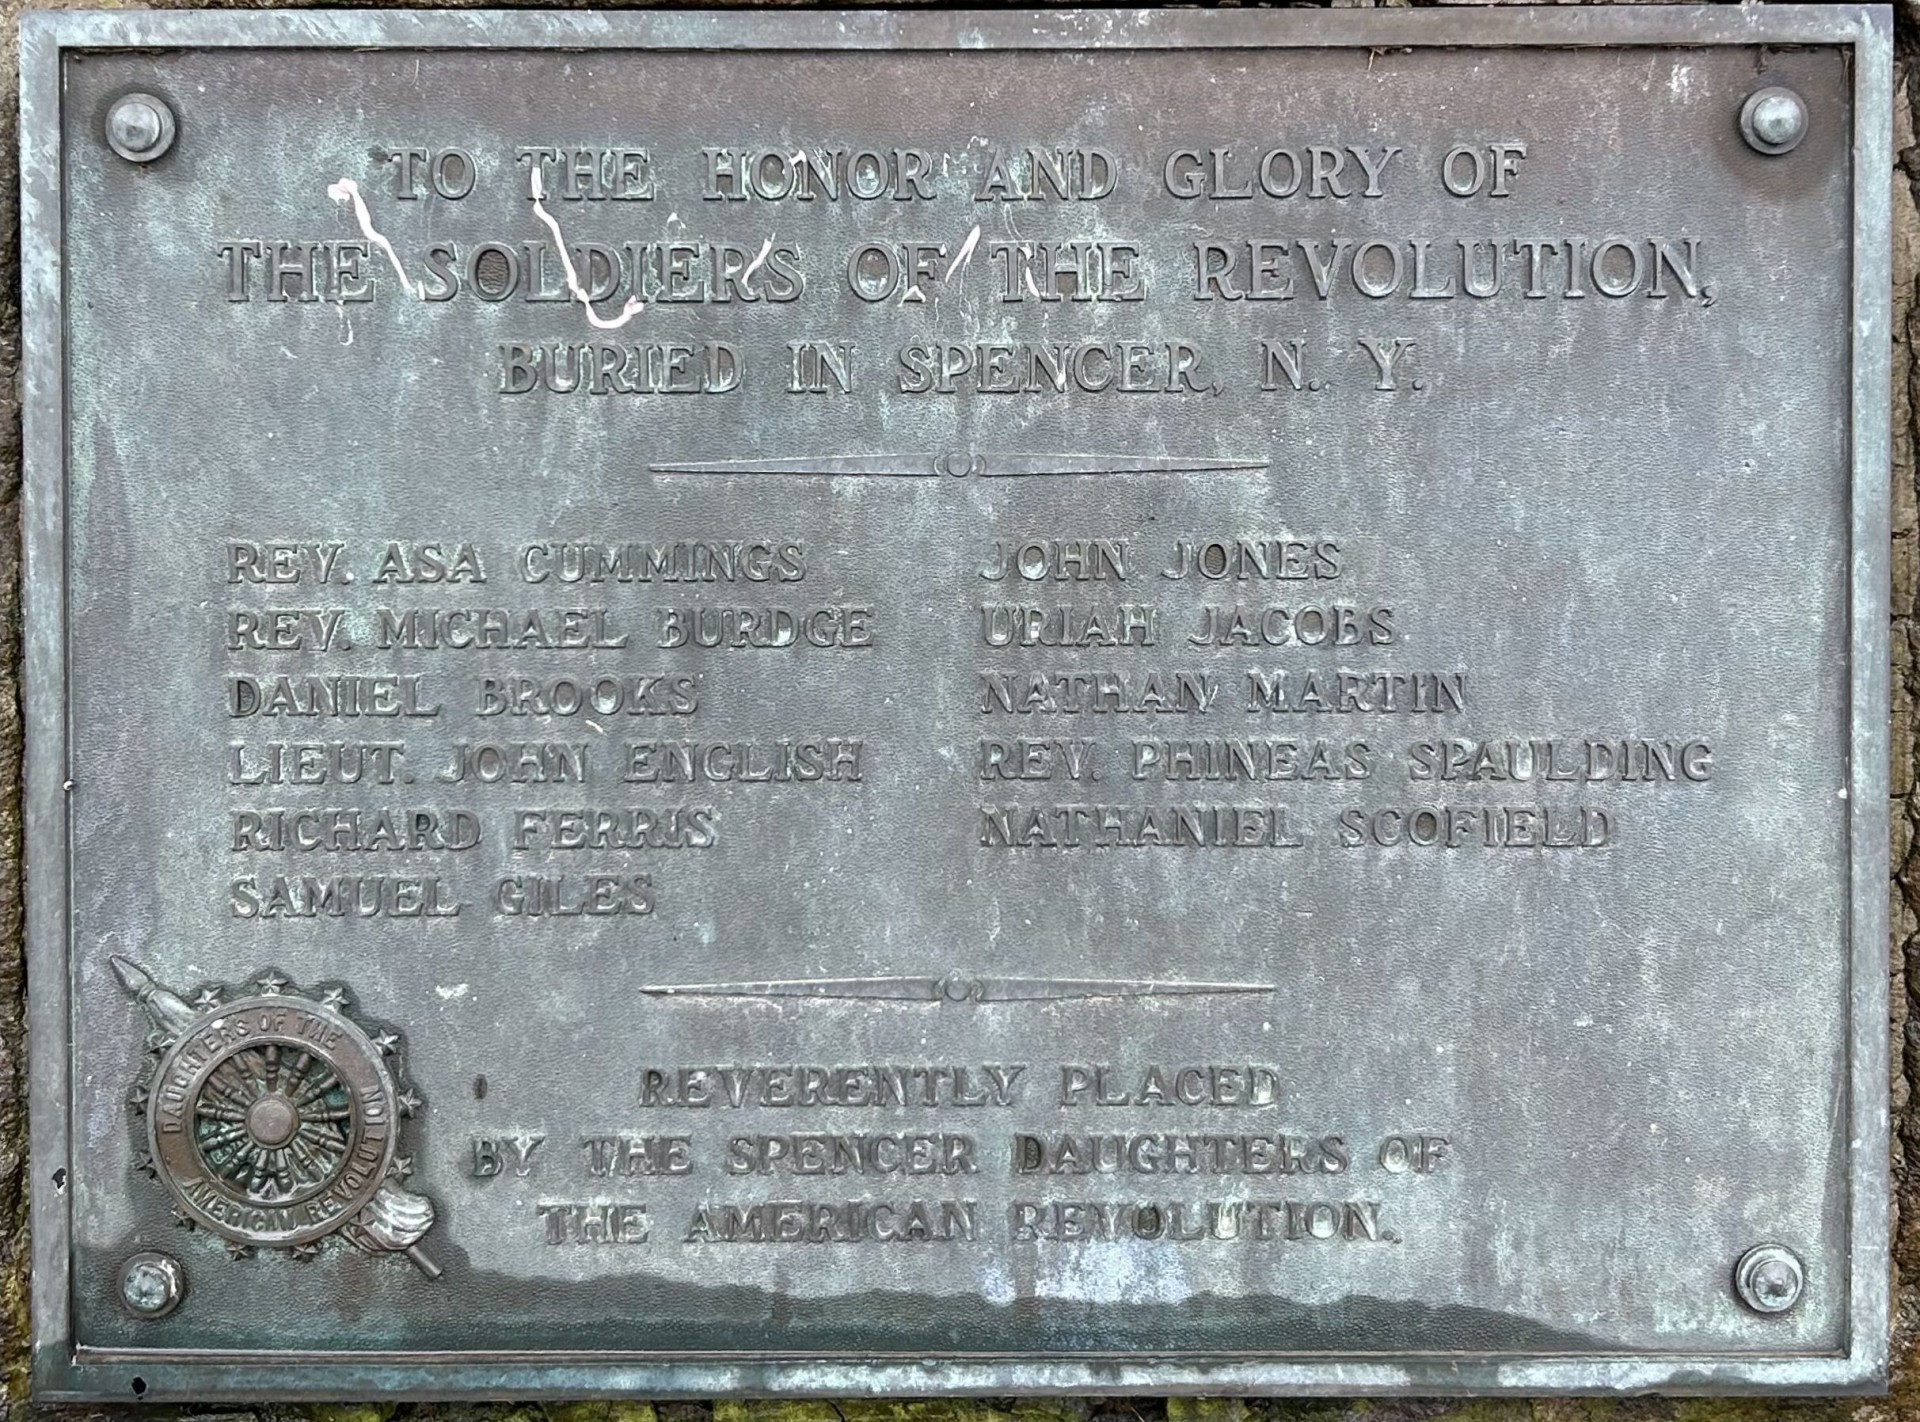 TO THE HONOR AND GLORY OF
THE SOLDIERS OF THE REVOLUTION,
BURIED IN SPENCER, N. Y.
REV. ASA CUMMINGS
REV. MICHAEL BURDGE
DANIEL BROOKS
LIEUT. JOHN ENGLISH
RICHARD FERRIS
SAMUEL GILES
JOHN JONES
URIAH JACOBS
NATHAN MARTIN
REV. PHINEAS SPAULDING
NATHANIEL SCOFIELD
DAUGHTERS OF THE
AMERICAN REVOLUTION
REVERENTLY PLACED
BY THE SPENCER DAUGHTERS OF
THE AMERICAN REVOLUTION.